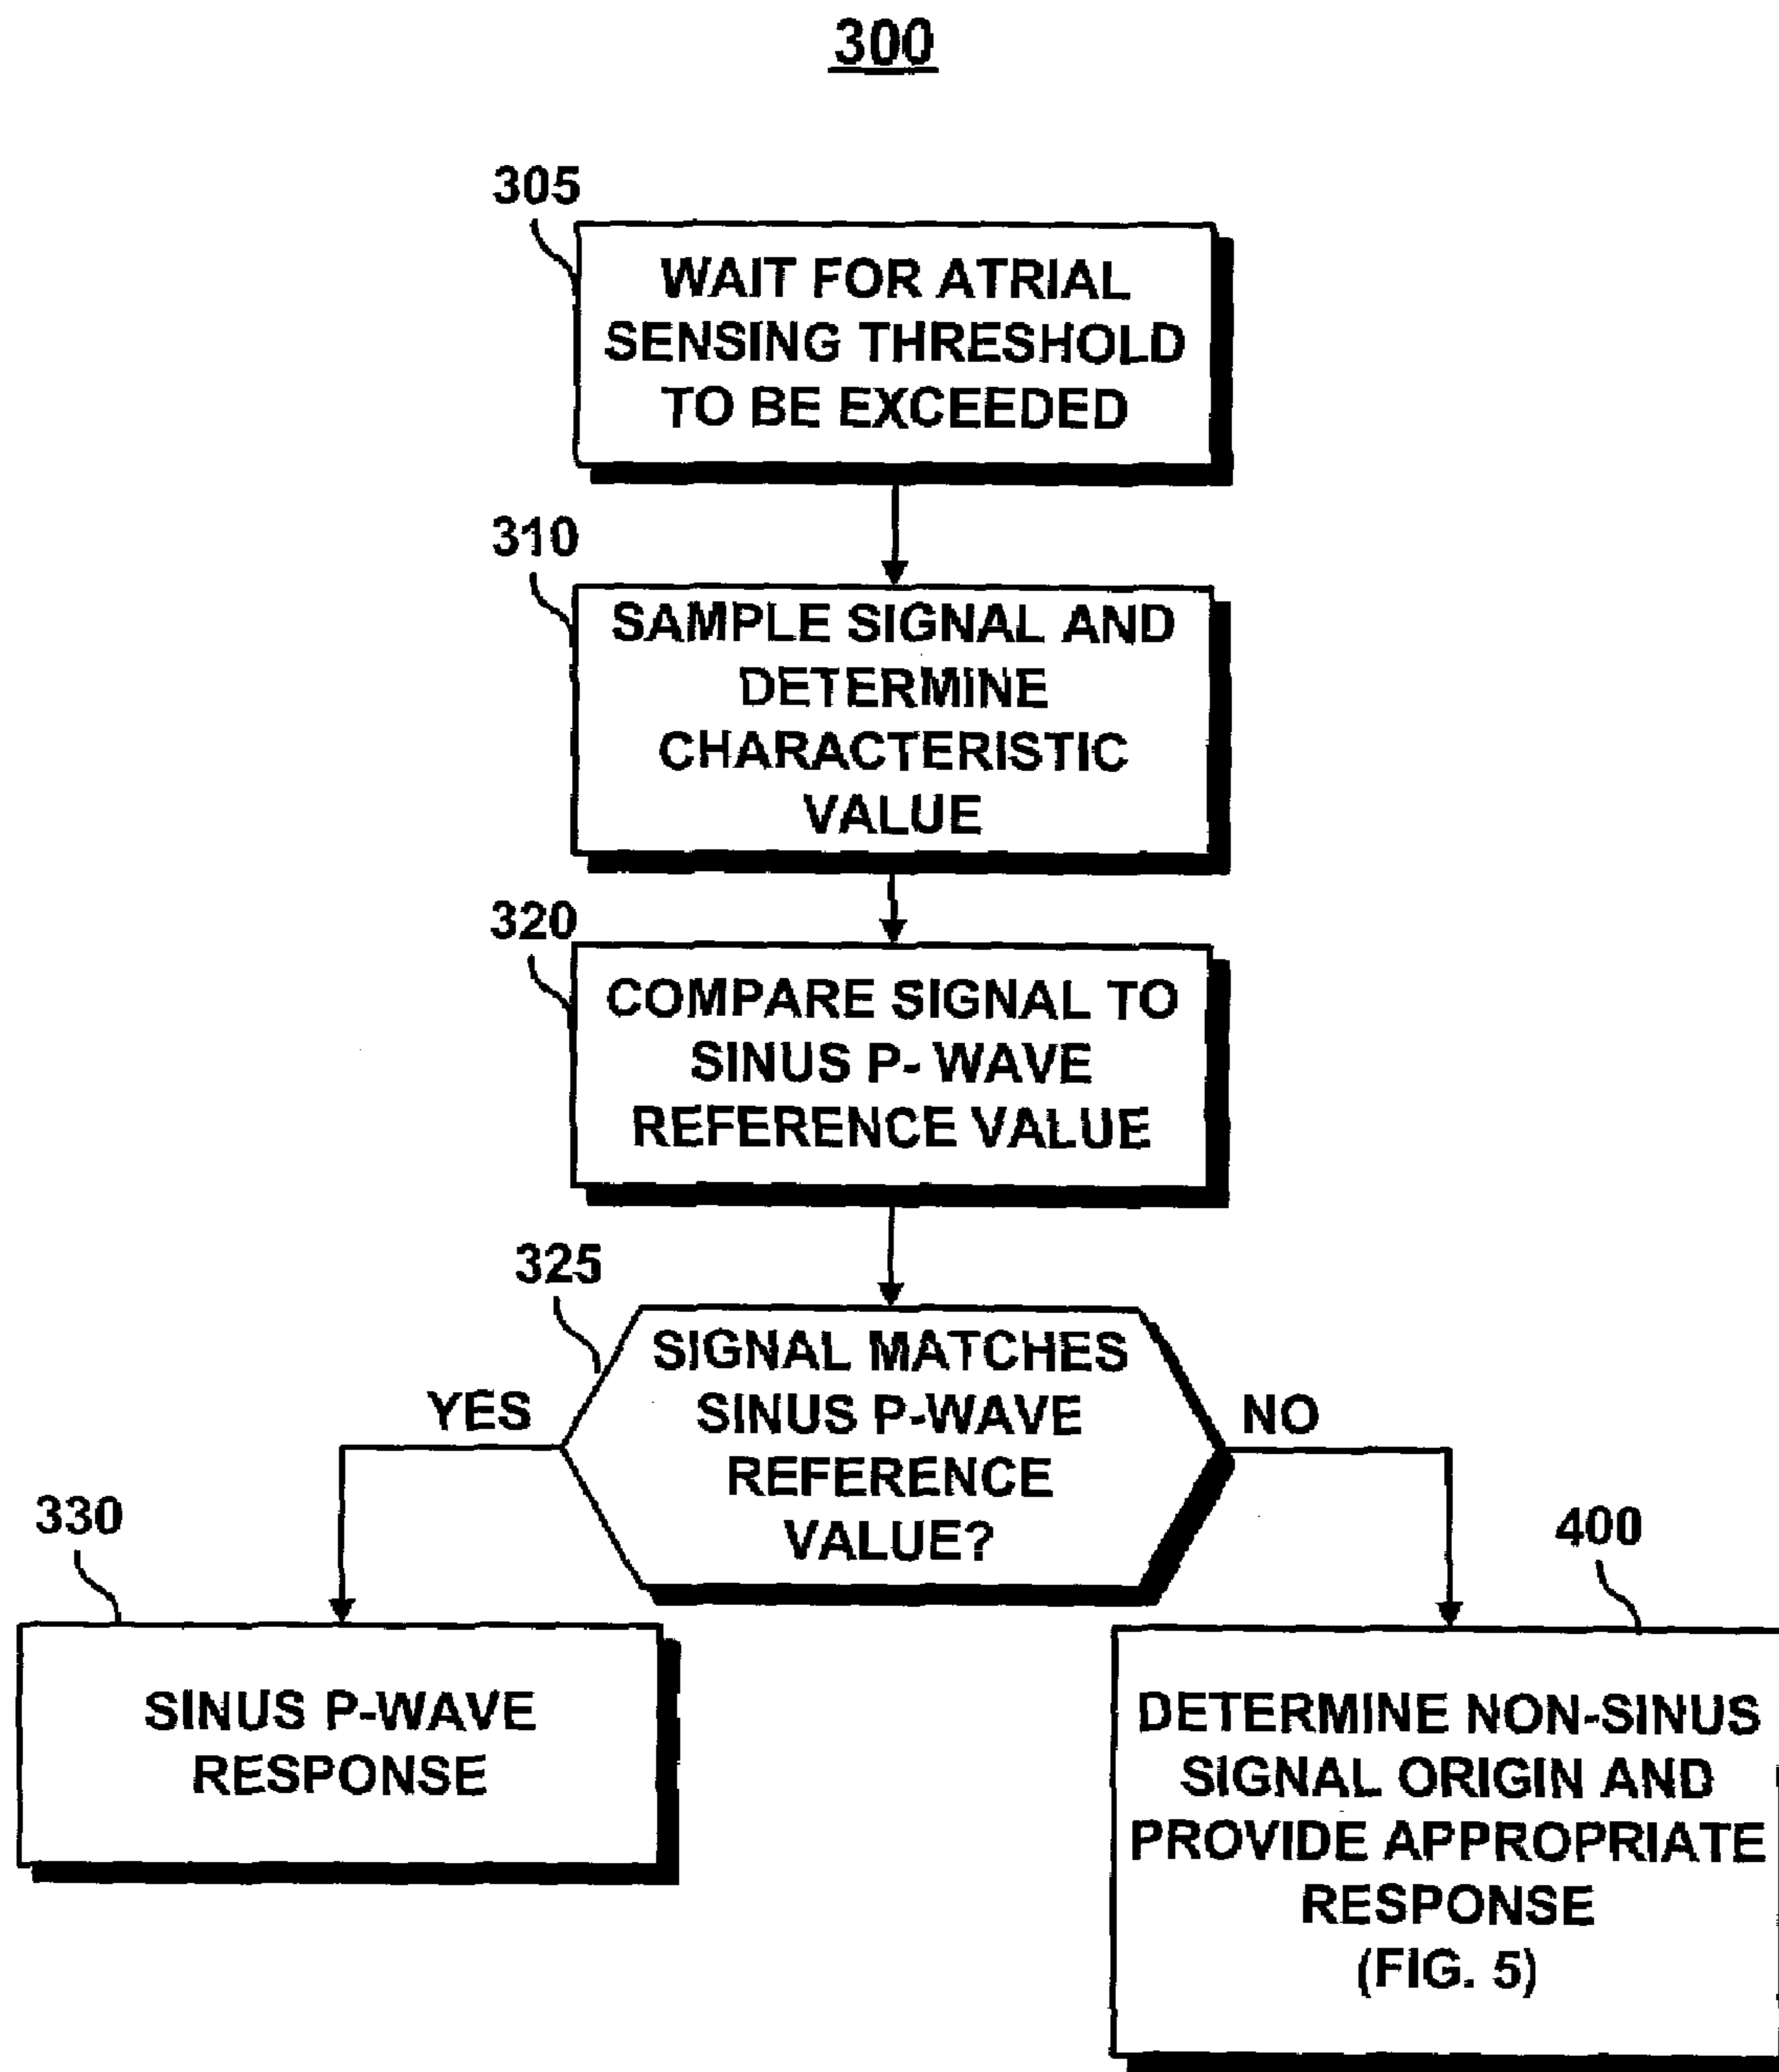 300
305
WAIT FOR ATRIAL
SENSING THRESHOLD
TO BE EXCEEDED
310
SAMPLE SIGNAL AND
DETERMINE
CHARACTERISTIC
VALUE
320
COMPARE SIGNAL TO
SINUS P- WAVE
REFERENCE VALUE
325
SIGNAL MATCHES
SINUS P-WAVE
REFERENCE
VALUE?
YES
NO
330
SINUS P-WAVE
RESPONSE
400
DETERMINE NON-SINUS
SIGNAL ORIGIN AND
PROVIDE APPROPRIATE
RESPONSE
(FIG. 5)